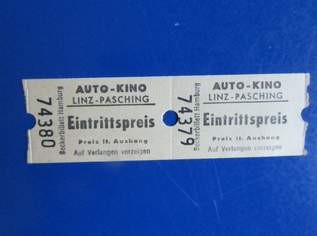 AUTO-KINO
LINZ-PASCHING
Eintrittspreis
Preis lt. Aushang
Auf Verlangen vorzeigen
74380
Beckerbillett Hamburg
AUTO-KINO
LINZ-PASCHING
Eintrittspreis
Preis lt. Aushang
Auf Verlangen vorzeigen
74379
Beckerbillett Hamburg